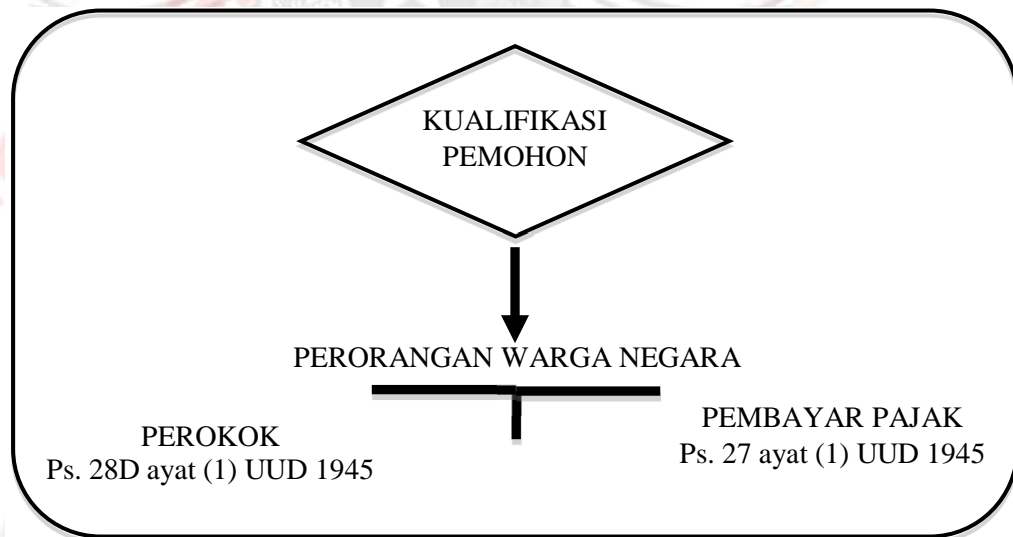 KUALIFIKASI
PEMOHON
PERORANGAN WARGA NEGARA
PEROKOK
Ps. 28D ayat (1) UUD 1945
PEMBAYAR PAJAK
Ps. 27 ayat (1) UUD 1945